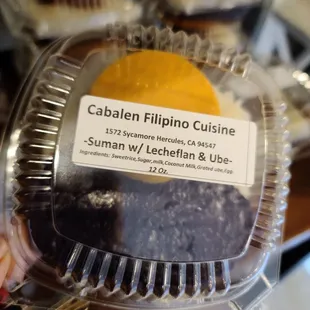 Cabalen Filipino Cuisine
1572 Sycamore Hercules, CA 94547
-Suman w/ Lecheflan & Ube-
Ingredients: Sweetrice,Sugar,milk,Coconut Milk,Grated ube,Egg.
12 Oz.